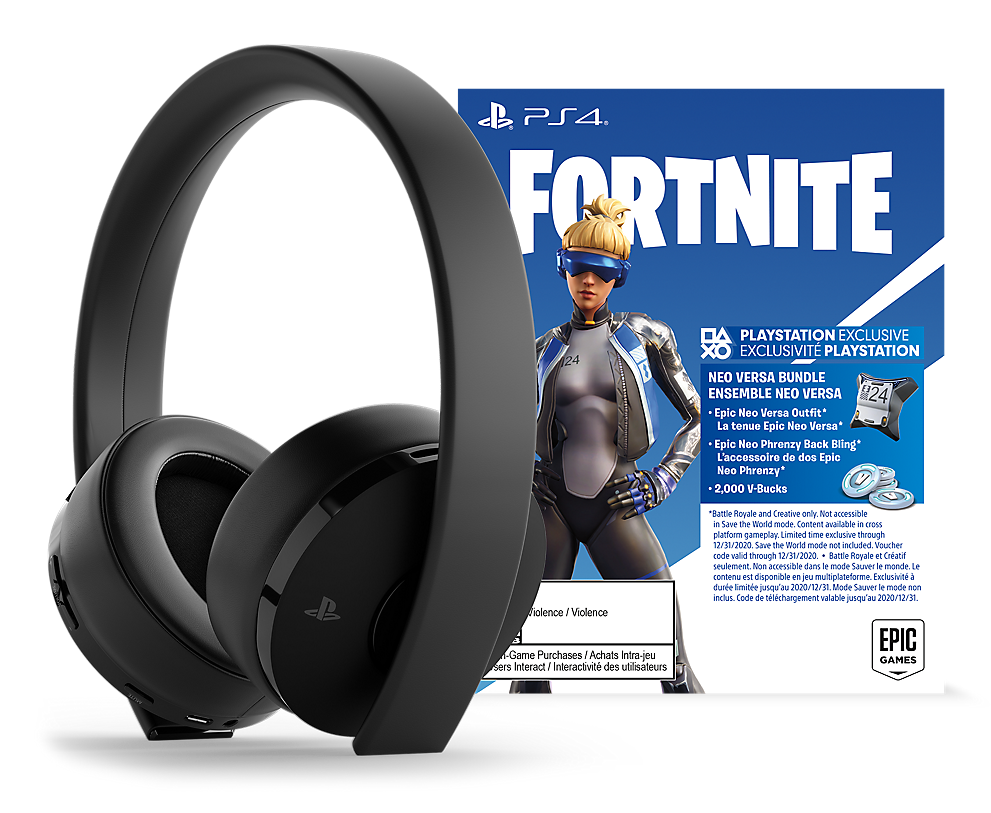 PS4
FORTNITE
24
PLAYSTATION EXCLUSIVE
EXCLUSIVITÉ PLAYSTATION
NEO VERSA BUNDLE
ENSEMBLE NEO VERSA
• Epic Neo Versa Outfit*
La tenue Epic Neo Versa*
• Epic Neo Phrenzy Back Bling*
L'accessoire de dos Epic
Neo Phrenzy*
• 2,000 V-Bucks
24
*Battle Royale and Creative only. Not accessible
in Save the World mode. Content available in cross
platform gameplay. Limited time exclusive through
12/31/2020. Save the World mode not included. Voucher
code valid through 12/31/2020. • Battle Royale et Créatif
seulement. Non accessible dans le mode Sauver le monde. Le
contenu est disponible en jeu multiplateforme. Exclusivité à
durée limitée jusqu'au 2020/12/31. Mode Sauver le mode non
inclus. Code de téléchargement valable jusqu'au 2020/12/31.
Violence / Violence
n-Game Purchases / Achats Intra-jeu
sers Interact / Interactivité des utilisateurs
EPIC
GAMES